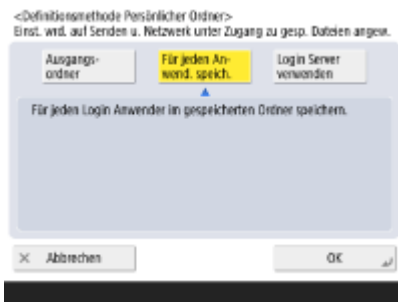 <Definitionsmethode Persönlicher Ordner>
Einst. wird. auf Senden u. Netzwerk unter Zugang zu gesp. Dateien angew.
Ausgangs-
ordner
Für jeden An-
wend. speich.
Login Server
verwenden
Für jeden Login Anwender im gespeicherten Ordner speichern.
× Abbrechen
OK